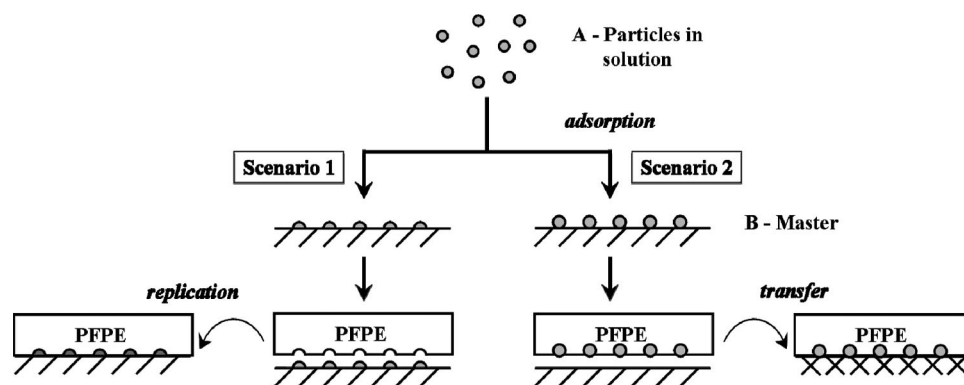 A - Particles in
solution
adsorption
Scenario 1
Scenario 2
B - Master
replication
transfer
PFPE
PFPE
PFPE
PFPE